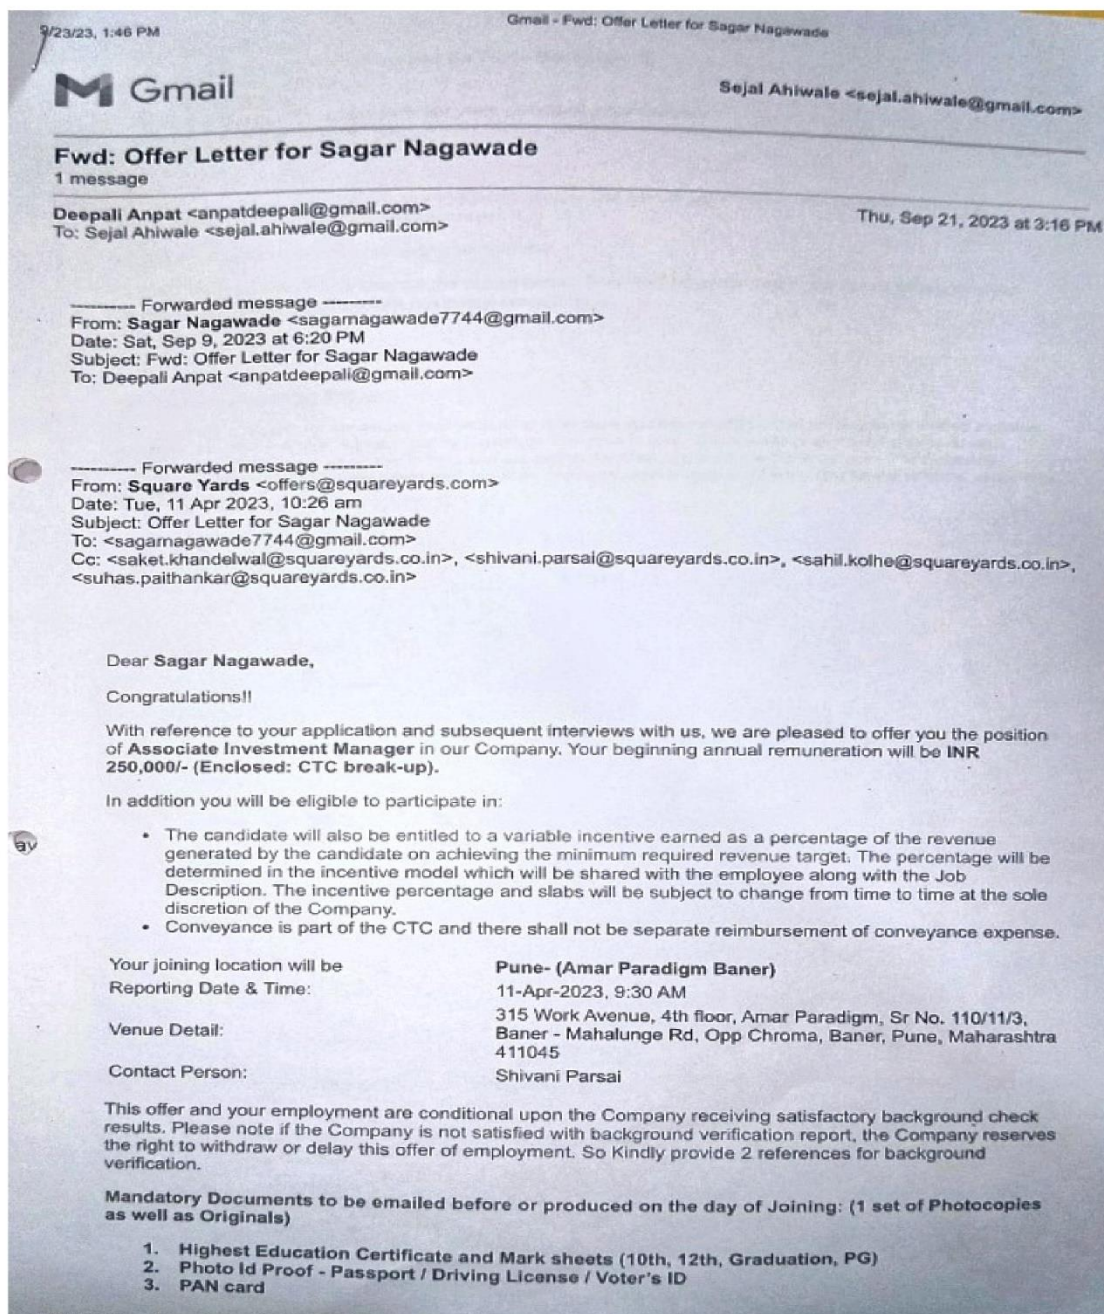 9/23/23, 1:46 PM
Gmail - Fwd: Offer Letter for Sagar Nagawade
Gmail
Sejal Ahiwale <sejal.ahiwale@gmail.com>
Fwd: Offer Letter for Sagar Nagawade
1 message
Deepali Anpat <anpatdeepali@gmail.com>
Thu, Sep 21, 2023 at 3:16 PM
To: Sejal Ahiwale <sejal.ahiwale@gmail.com>
---------- Forwarded message ---------
From: Sagar Nagawade <sagarnagawade7744@gmail.com>
Date: Sat, Sep 9, 2023 at 6:20 PM
Subject: Fwd: Offer Letter for Sagar Nagawade
To: Deepali Anpat <anpatdeepali@gmail.com>
---------- Forwarded message ---------
From: Square Yards <offers@squareyards.com>
Date: Tue, 11 Apr 2023, 10:26 am
Subject: Offer Letter for Sagar Nagawade
To: <sagarnagawade7744@gmail.com>
Cc: <saket.khandelwal@squareyards.co.in>, <shivani.parsai@squareyards.co.in>, <sahil.kolhe@squareyards.co.in>,
<suhas.paithankar@squareyards.co.in>
Dear Sagar Nagawade,
Congratulations!!
With reference to your application and subsequent interviews with us, we are pleased to offer you the position
of Associate Investment Manager in our Company. Your beginning annual remuneration will be INR
250,000/- (Enclosed: CTC break-up).
In addition you will be eligible to participate in:
• The candidate will also be entitled to a variable incentive earned as a percentage of the revenue
generated by the candidate on achieving the minimum required revenue target. The percentage will be
determined in the incentive model which will be shared with the employee along with the Job
Description. The incentive percentage and slabs will be subject to change from time to time at the sole
discretion of the Company.
• Conveyance is part of the CTC and there shall not be separate reimbursement of conveyance expense.
Your joining location will be
Pune- (Amar Paradigm Baner)
Reporting Date & Time:
11-Apr-2023, 9:30 AM
Venue Detail:
315 Work Avenue, 4th floor, Amar Paradigm, Sr No. 110/11/3,
Baner - Mahalunge Rd, Opp Chroma, Baner, Pune, Maharashtra
411045
Contact Person:
Shivani Parsai
This offer and your employment are conditional upon the Company receiving satisfactory background check
results. Please note if the Company is not satisfied with background verification report, the Company reserves
the right to withdraw or delay this offer of employment. So Kindly provide 2 references for background
verification.
Mandatory Documents to be emailed before or produced on the day of Joining: (1 set of Photocopies
as well as Originals)
1. Highest Education Certificate and Mark sheets (10th, 12th, Graduation, PG)
2. Photo Id Proof - Passport / Driving License / Voter's ID
3. PAN card